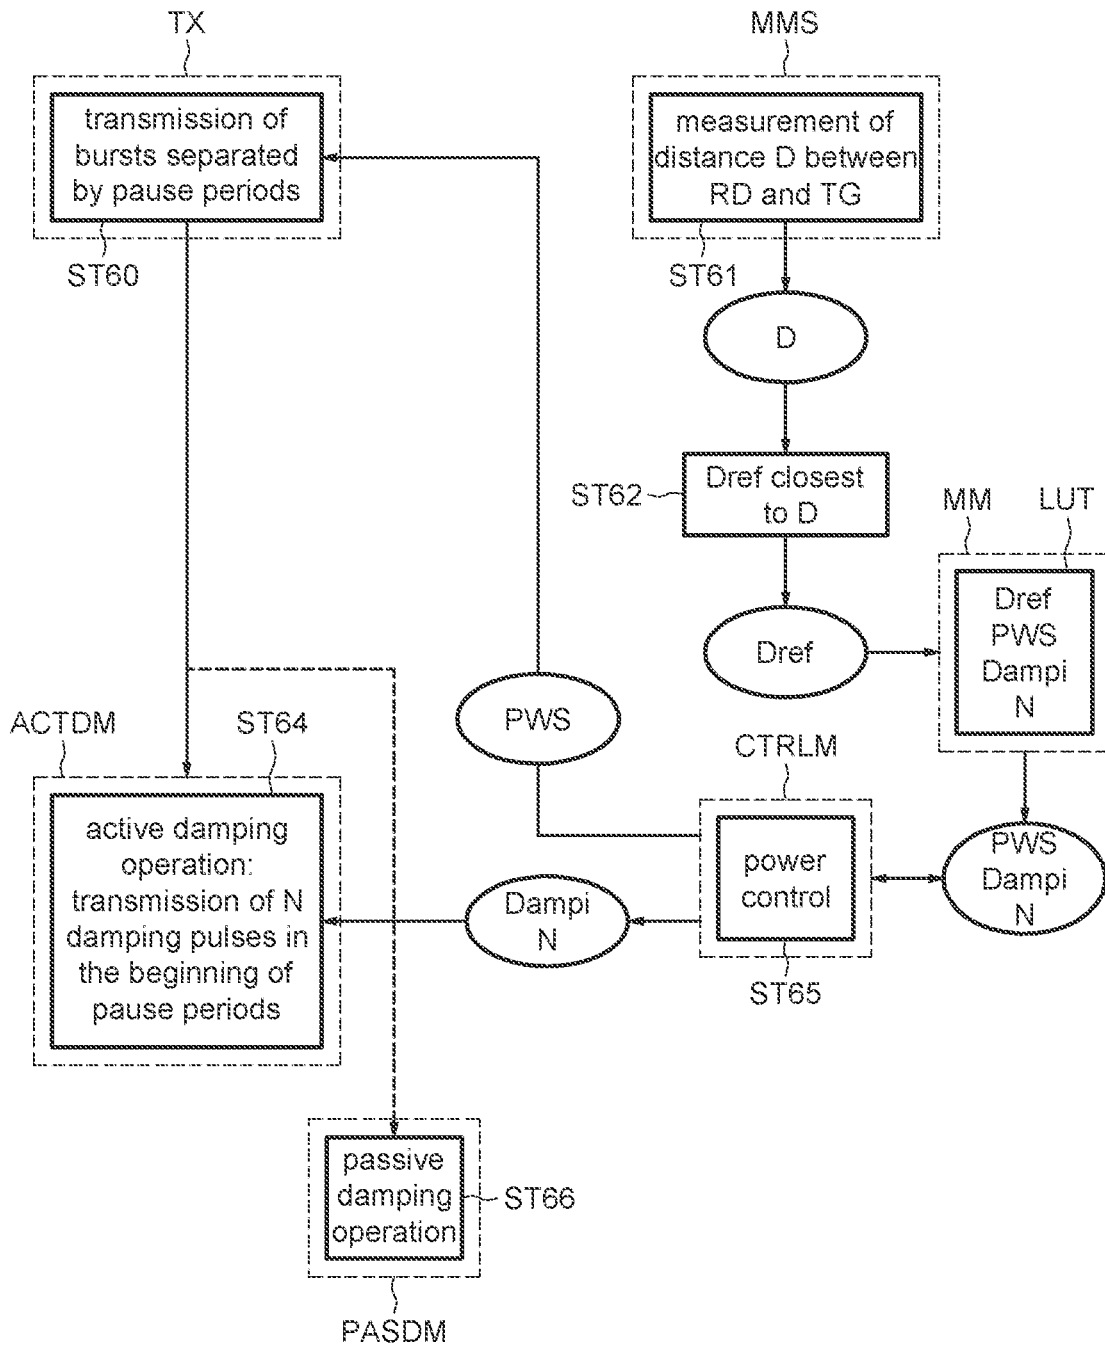 TX
transmission of
bursts separated
by pause periods
ST60
MMS
measurement of
distance D between
RD and TG
ST61
D
ST62
Dref closest
to D
Dref
MM
LUT
Dref
PWS
Dampi
N
PWS
Dampi
N
CTRLM
power
control
ST65
PWS
Dampi
N
ACTDM
ST64
active damping
operation:
transmission of N
damping pulses in
the beginning of
pause periods
passive
damping
operation
ST66
PASDM